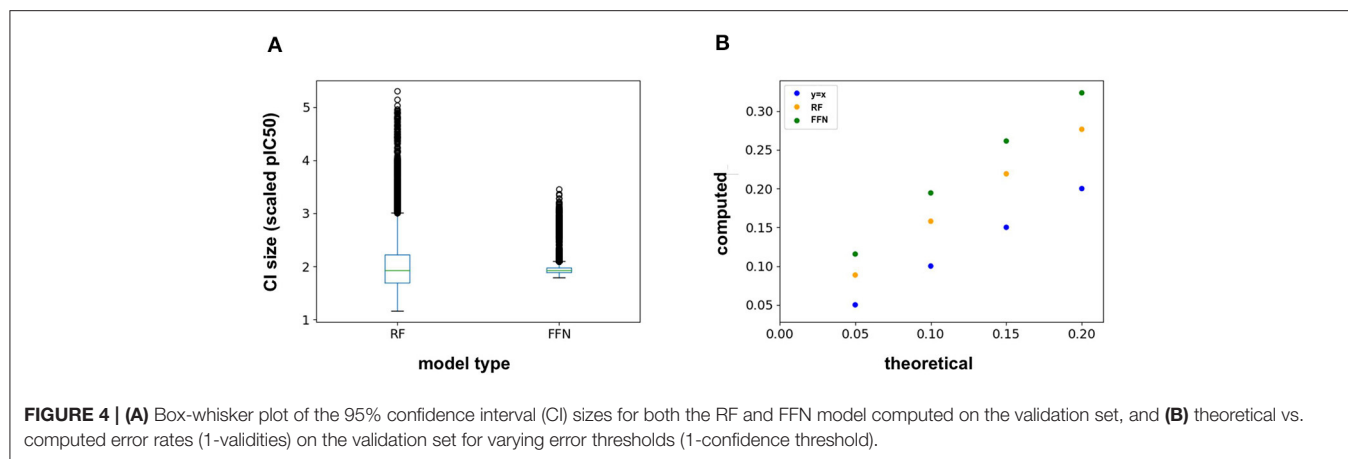 A
CI size (scaled pIC50)
5
4
3
2
1
RF
FFN
model type
B
y=x
RF
FFN
computed
0.30
0.25
0.20
0.15
0.10
0.05
0.00
0.05
0.10
0.15
0.20
theoretical
FIGURE 4 | (A) Box-whisker plot of the 95% confidence interval (CI) sizes for both the RF and FFN model computed on the validation set, and (B) theoretical vs.
computed error rates (1-validities) on the validation set for varying error thresholds (1-confidence threshold).